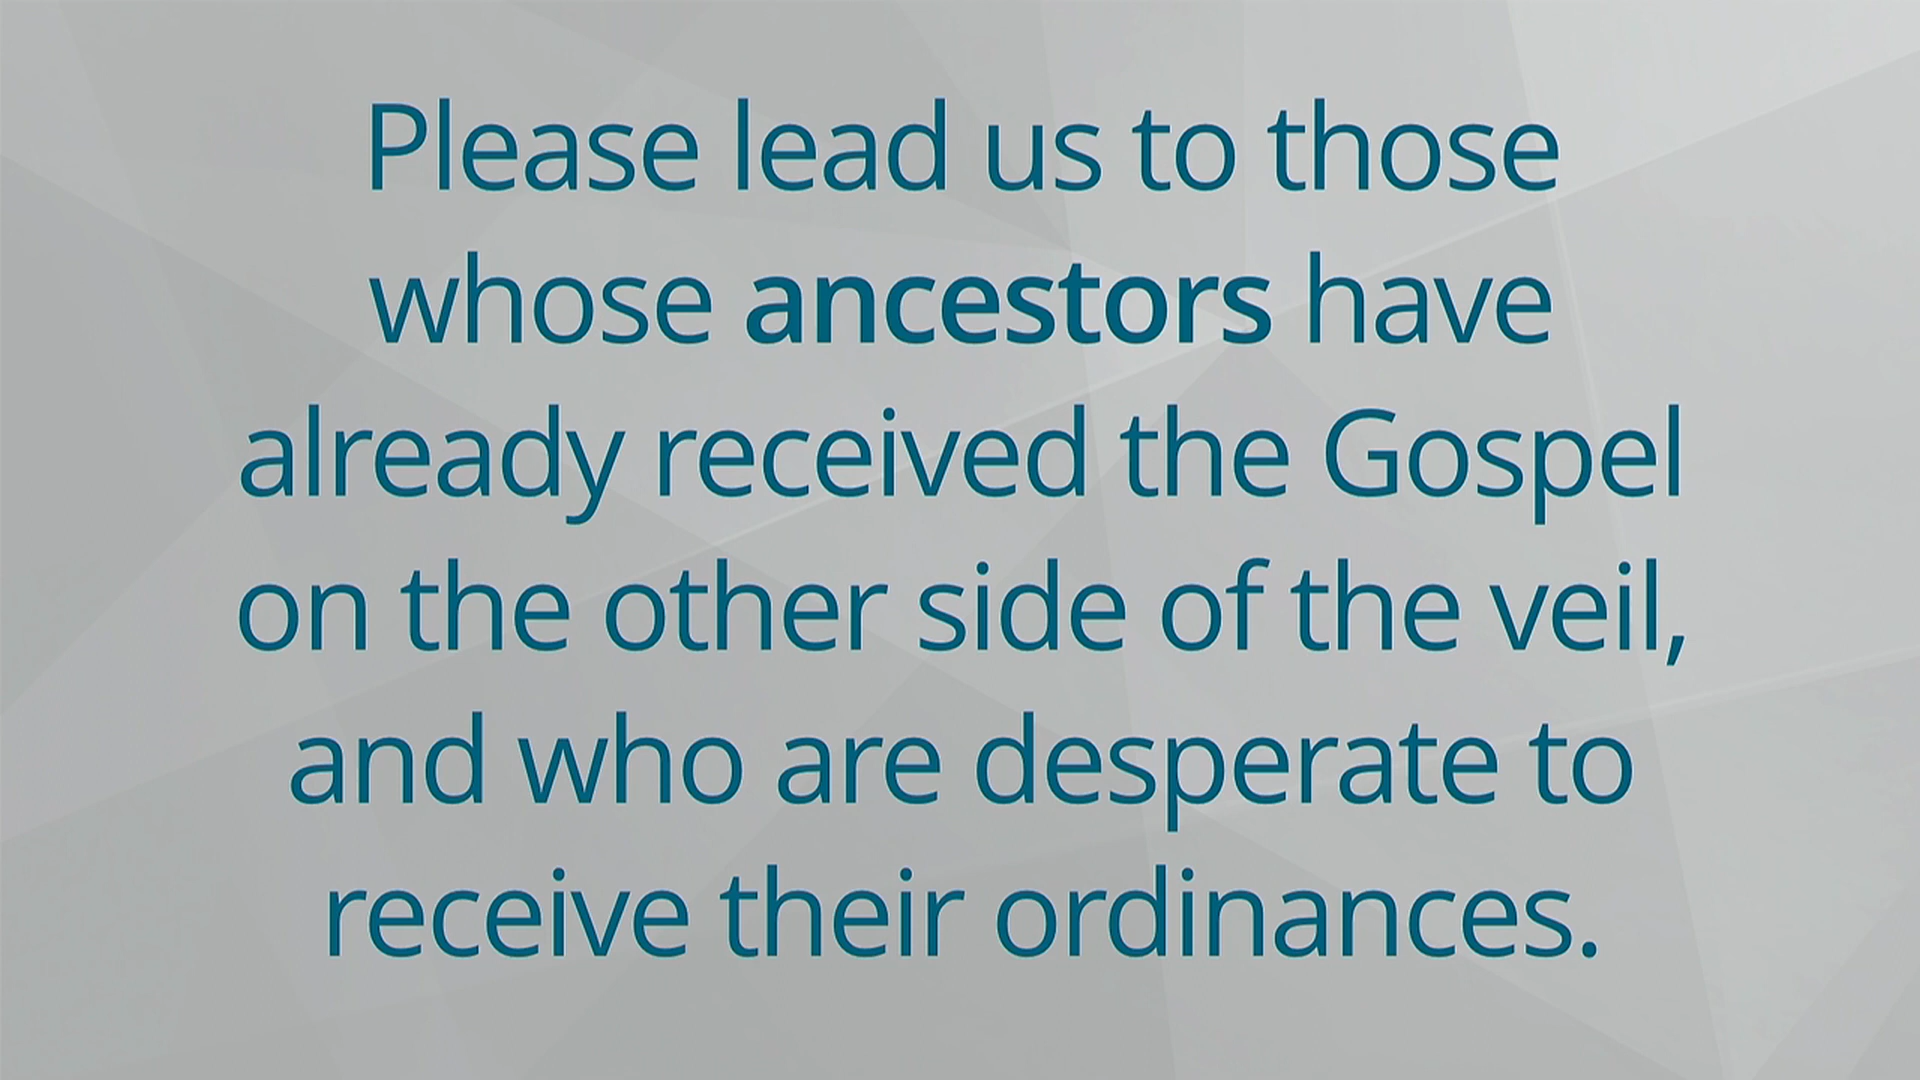 Please lead us to those
whose ancestors have
already received the Gospel
on the other side of the veil,
and who are desperate to
receive their ordinances.